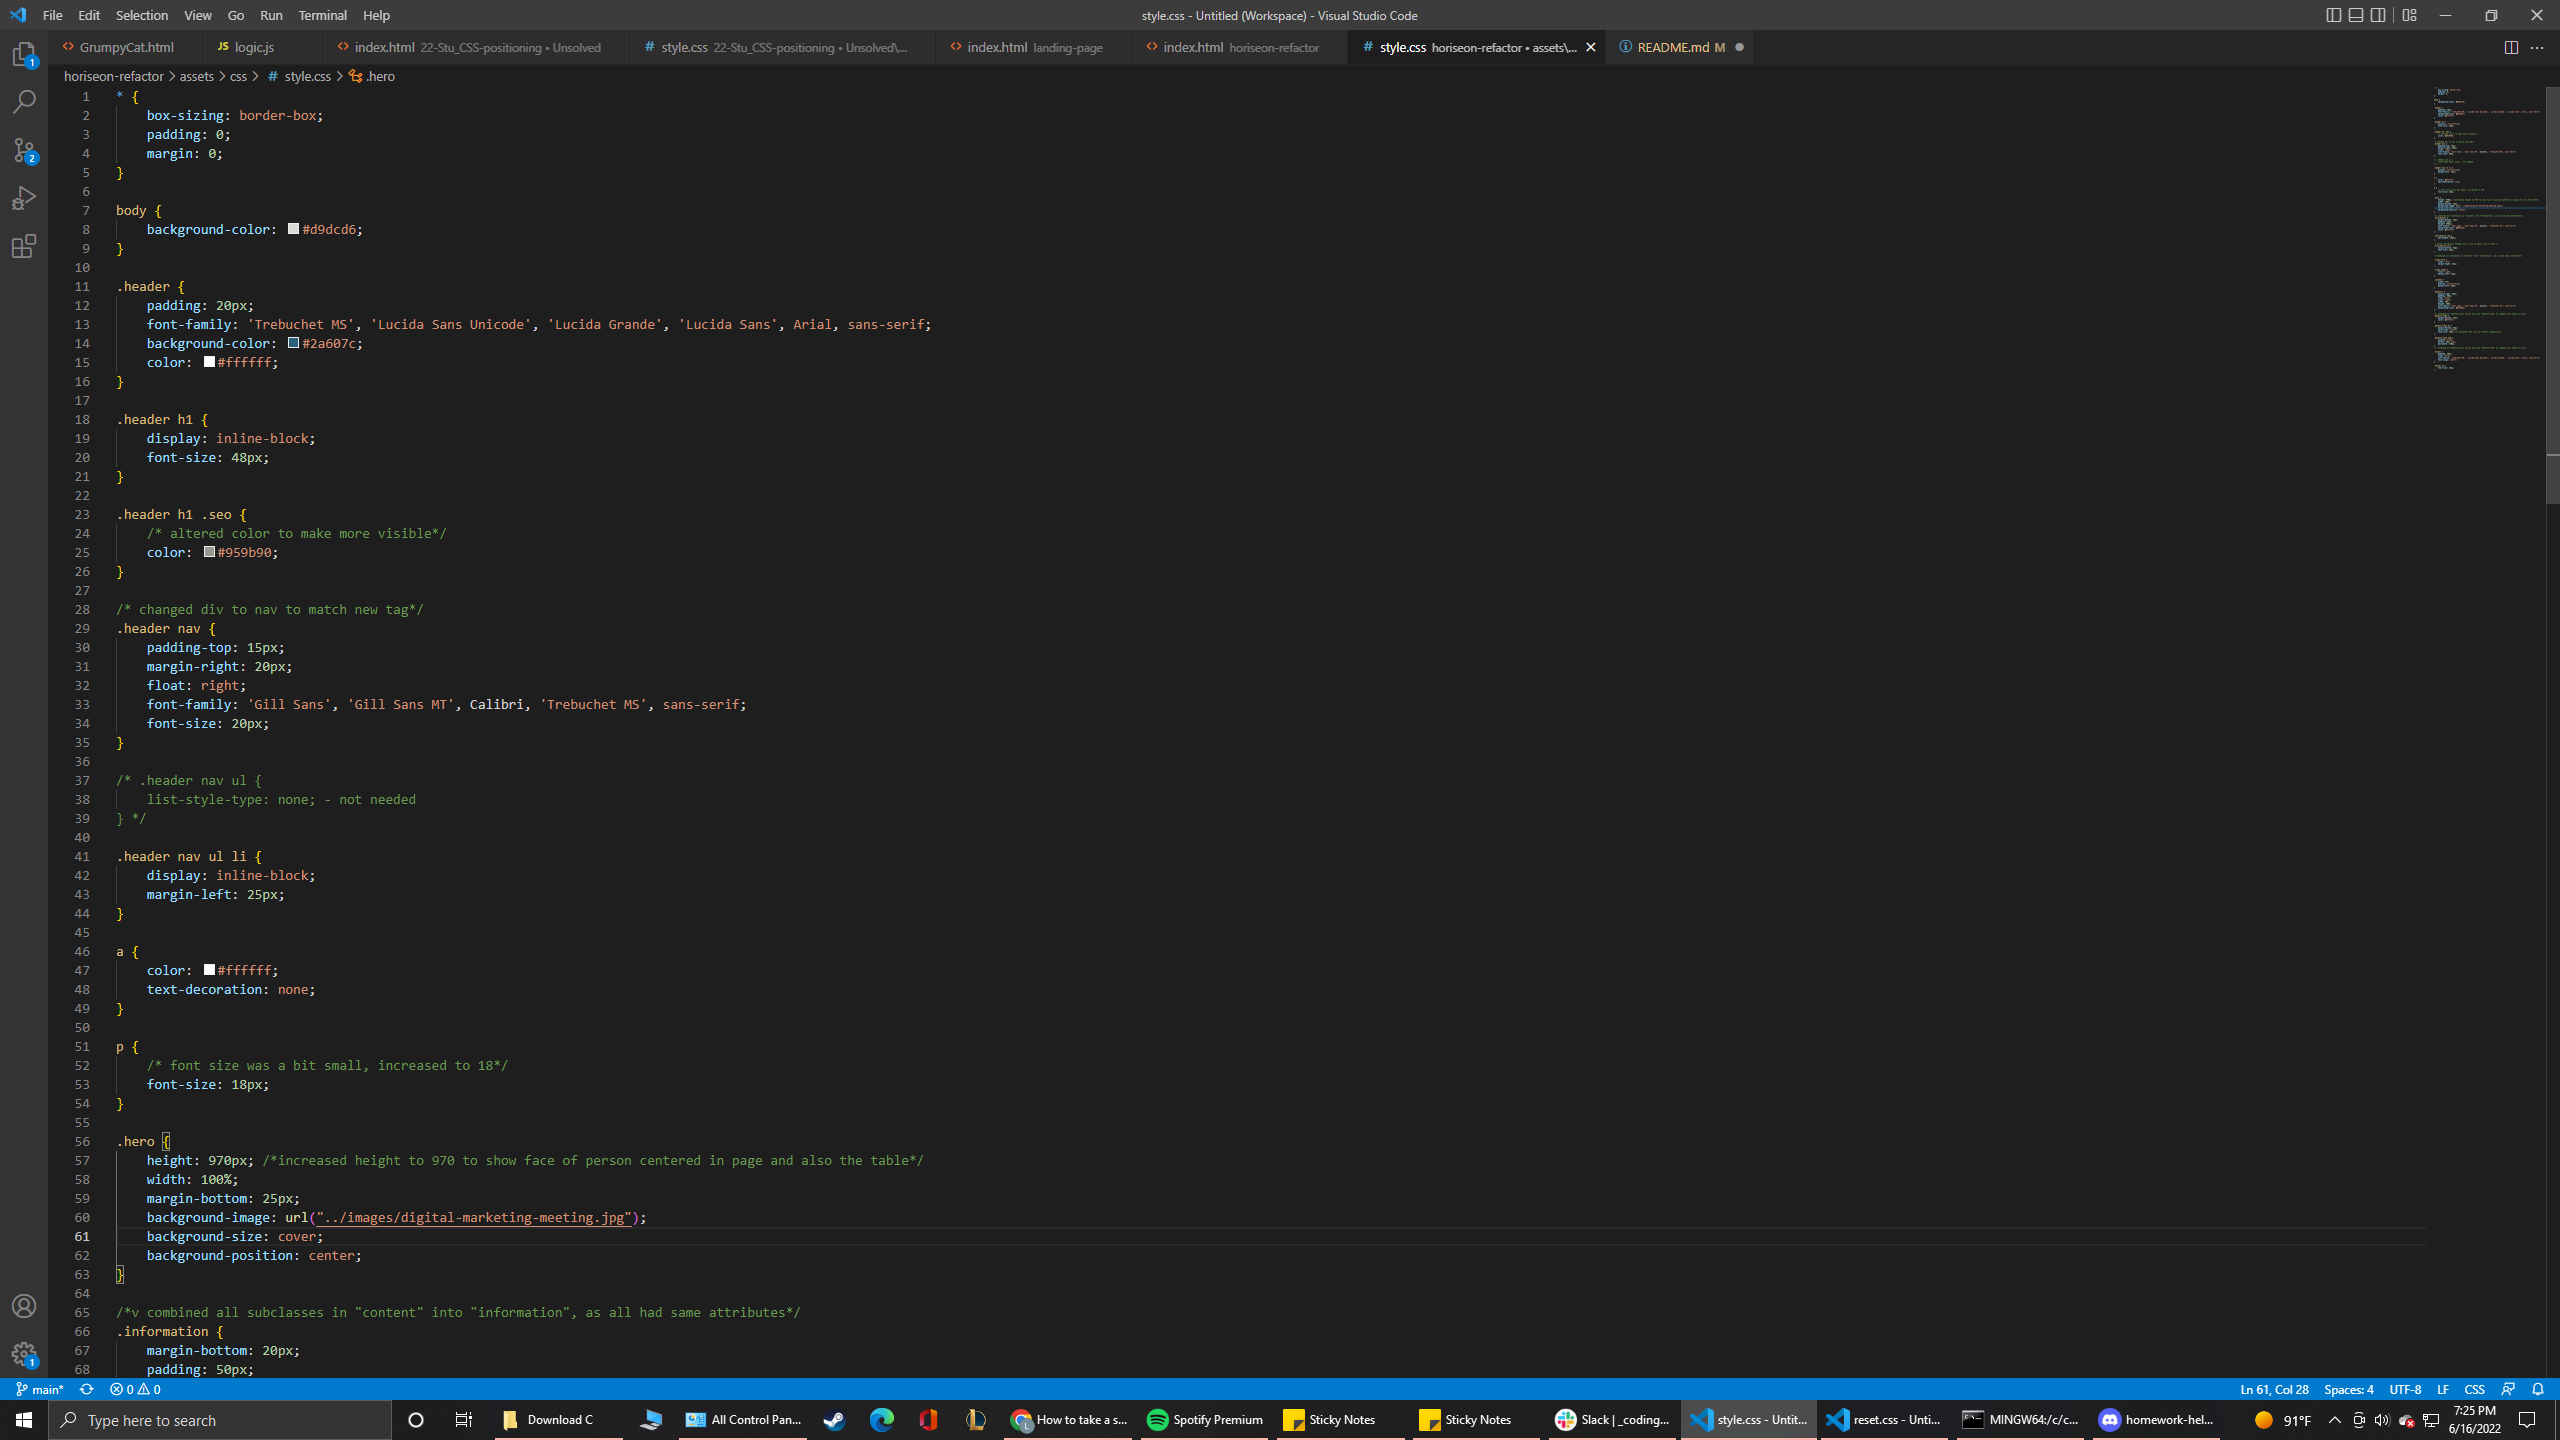 File Edit Selection View Go Run Terminal Help
style.css - Untitled (Workspace) - Visual Studio Code
GrumpyCat.html
JS logic.js
index.html 22-Stu_CSS-positioning • Unsolved
# style.css 22-Stu_CSS-positioning • Unsolved\...
index.html landing-page
index.html horiseon-refactor
# style.css horiseon-refactor • assets\...
README.md M
horiseon-refactor > assets > css > # style.css > .hero
1 * {
2 box-sizing: border-box;
3 padding: 0;
4 margin: 0;
5 }
6
7 body {
8 background-color: #d9dcd6;
9 }
10
11 .header {
12 padding: 20px;
13 font-family: 'Trebuchet MS', 'Lucida Sans Unicode', 'Lucida Grande', 'Lucida Sans', Arial, sans-serif;
14 background-color: #2a607c;
15 color: #ffffff;
16 }
17
18 .header h1 {
19 display: inline-block;
20 font-size: 48px;
21 }
22
23 .header h1 .seo {
24 /* altered color to make more visible*/
25 color: #959b90;
26 }
27
28 /* changed div to nav to match new tag*/
29 .header nav {
30 padding-top: 15px;
31 margin-right: 20px;
32 float: right;
33 font-family: 'Gill Sans', 'Gill Sans MT', Calibri, 'Trebuchet MS', sans-serif;
34 font-size: 20px;
35 }
36
37 /* .header nav ul {
38 list-style-type: none; - not needed
39 } */
40
41 .header nav ul li {
42 display: inline-block;
43 margin-left: 25px;
44 }
45
46 a {
47 color: #ffffff;
48 text-decoration: none;
49 }
50
51 p {
52 /* font size was a bit small, increased to 18*/
53 font-size: 18px;
54 }
55
56 .hero {
57 height: 970px; /*increased height to 970 to show face of person centered in page and also the table*/
58 width: 100%;
59 margin-bottom: 25px;
60 background-image: url("../images/digital-marketing-meeting.jpg");
61 background-size: cover;
62 background-position: center;
63 }
64
65 /*v combined all subclasses in "content" into "information", as all had same attributes*/
66 .information {
67 margin-bottom: 20px;
68 padding: 50px;
1
2
1
main*
0 0
Ln 61, Col 28
Spaces: 4
UTF-8
LF
CSS
Type here to search
Download C
All Control Pan...
How to take a s...
Spotify Premium
Sticky Notes
Sticky Notes
Slack | _coding...
style.css - Untit...
reset.css - Unti...
MINGW64:/c/c...
homework-hel...
91°F
7:25 PM
6/16/2022